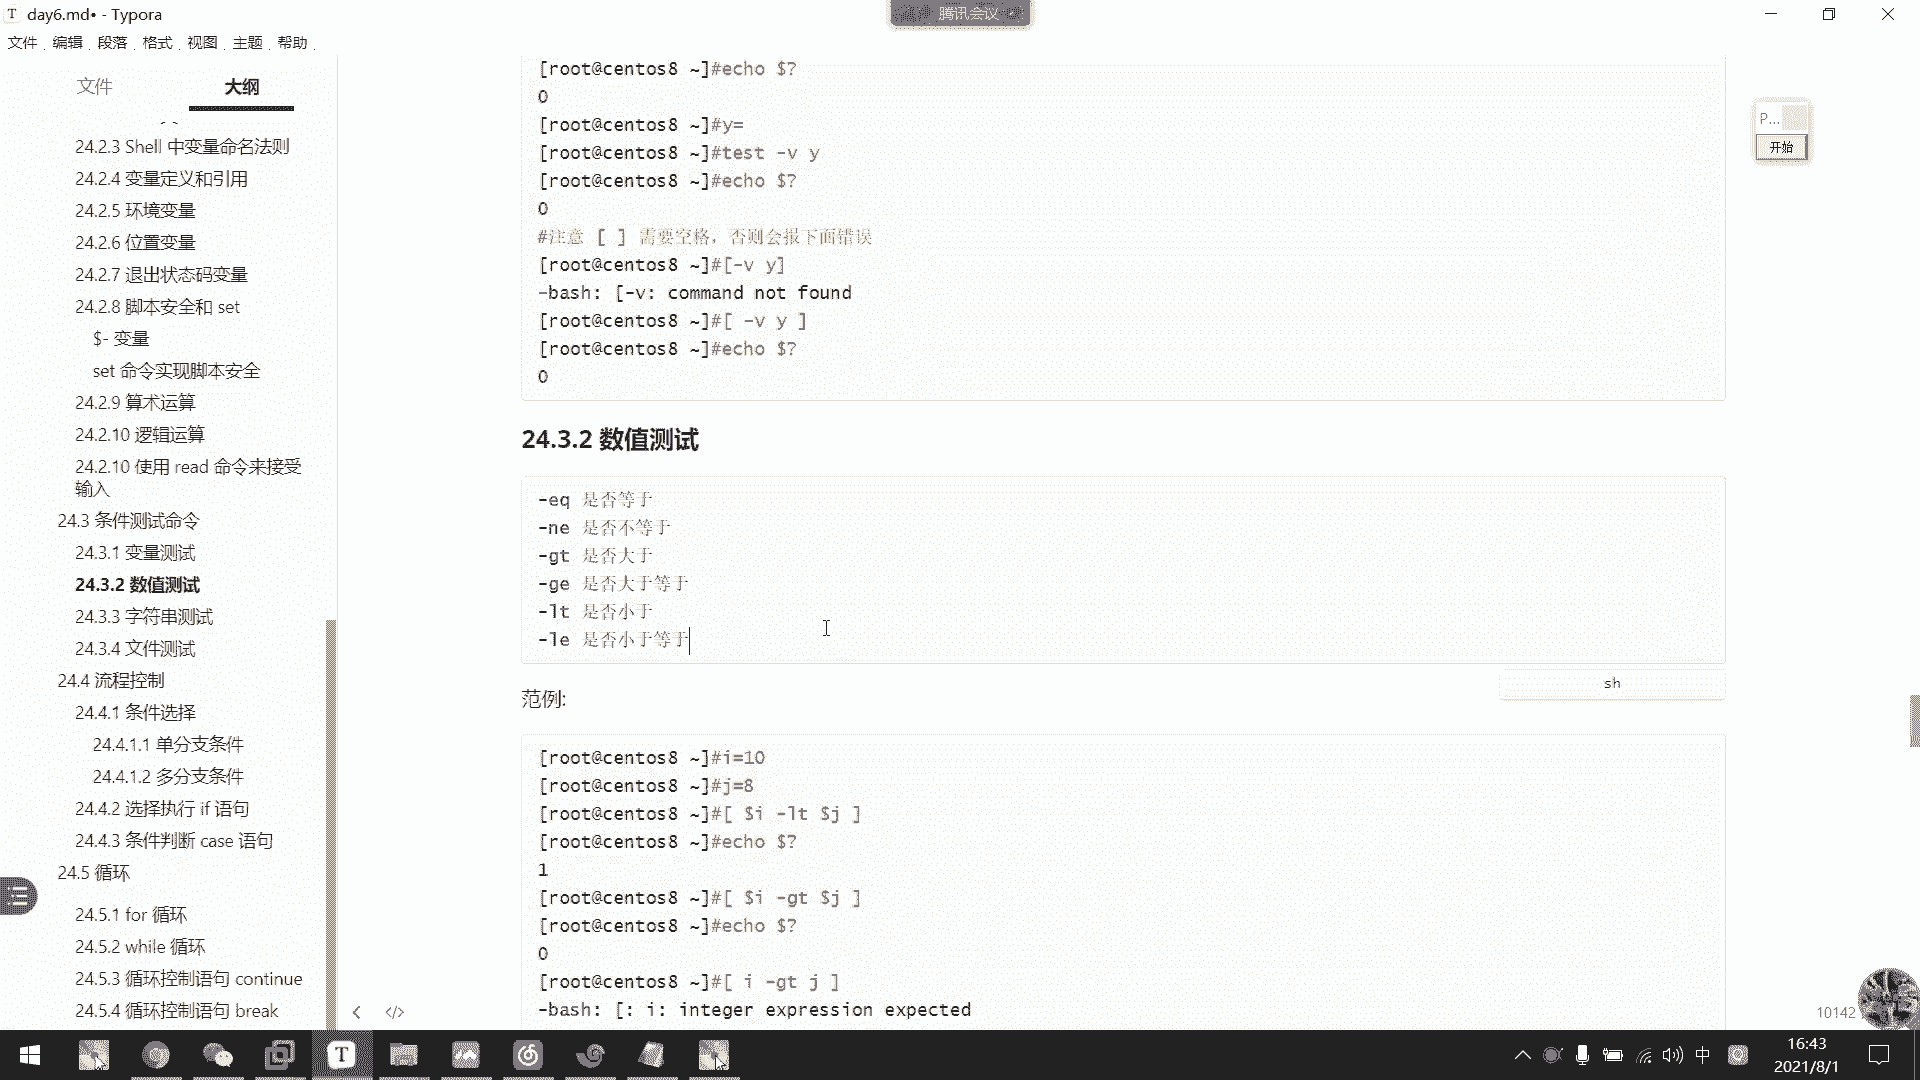 day6.md• - Typora
腾讯会议
文件 编辑 段落 格式 视图 主题 帮助
文件 大纲
24.2.3 Shell 中变量命名法则
24.2.4 变量定义和引用
24.2.5 环境变量
24.2.6 位置变量
24.2.7 退出状态码变量
24.2.8 脚本安全和 set
$- 变量
set 命令实现脚本安全
24.2.9 算术运算
24.2.10 逻辑运算
24.2.10 使用 read 命令来接受
输入
24.3 条件测试命令
24.3.1 变量测试
24.3.2 数值测试
24.3.3 字符串测试
24.3.4 文件测试
24.4 流程控制
24.4.1 条件选择
24.4.1.1 单分支条件
24.4.1.2 多分支条件
24.4.2 选择执行 if 语句
24.4.3 条件判断 case 语句
24.5 循环
24.5.1 for 循环
24.5.2 while 循环
24.5.3 循环控制语句 continue
24.5.4 循环控制语句 break
[root@centos8 ~]#echo $?
0
[root@centos8 ~]#y=
[root@centos8 ~]#test -v y
[root@centos8 ~]#echo $?
0
#注意 [ ] 需要空格，否则会报下面错误
[root@centos8 ~]#[-v y]
-bash: [-v: command not found
[root@centos8 ~]#[ -v y ]
[root@centos8 ~]#echo $?
0
24.3.2 数值测试
-eq 是否等于
-ne 是否不等于
-gt 是否大于
-ge 是否大于等于
-lt 是否小于
-le 是否小于等于
sh
范例:
[root@centos8 ~]#i=10
[root@centos8 ~]#j=8
[root@centos8 ~]#[ $i -lt $j ]
[root@centos8 ~]#echo $?
1
[root@centos8 ~]#[ $i -gt $j ]
[root@centos8 ~]#echo $?
0
[root@centos8 ~]#[ i -gt j ]
-bash: [: i: integer expression expected
P...
开始
10142
中
16:43
2021/8/1